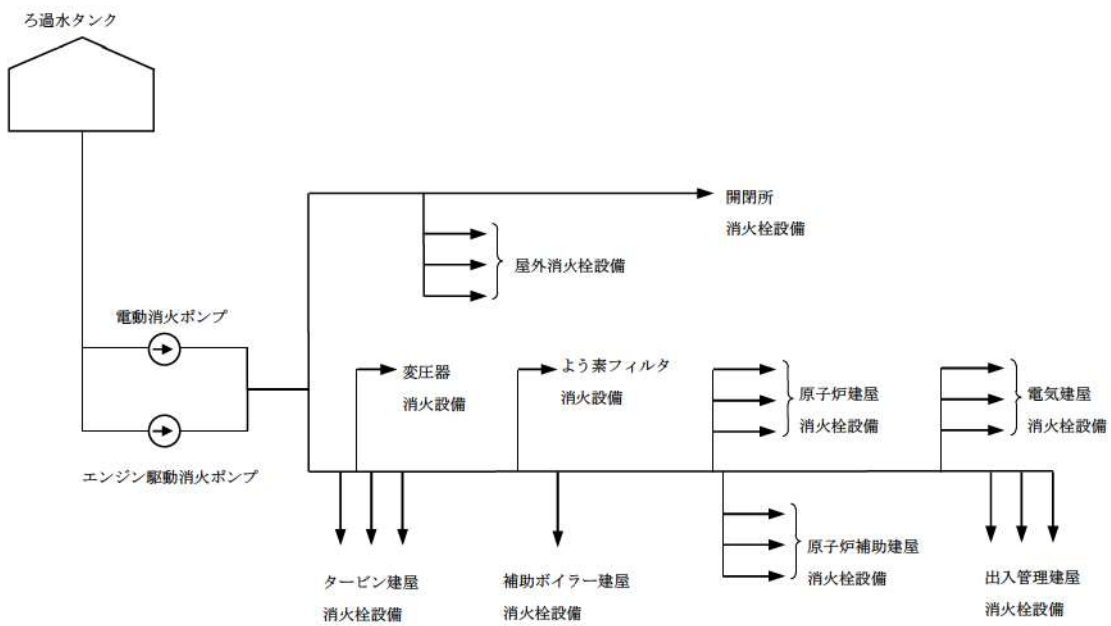 ろ過水タンク
開閉所
消火栓設備
屋外消火栓設備
電動消火ポンプ
変圧器
消火設備
よう素フィルタ
消火設備
原子炉建屋
消火栓設備
電気建屋
消火栓設備
エンジン駆動消火ポンプ
タービン建屋
消火栓設備
補助ボイラー建屋
消火栓設備
原子炉補助建屋
消火栓設備
出入管理建屋
消火栓設備